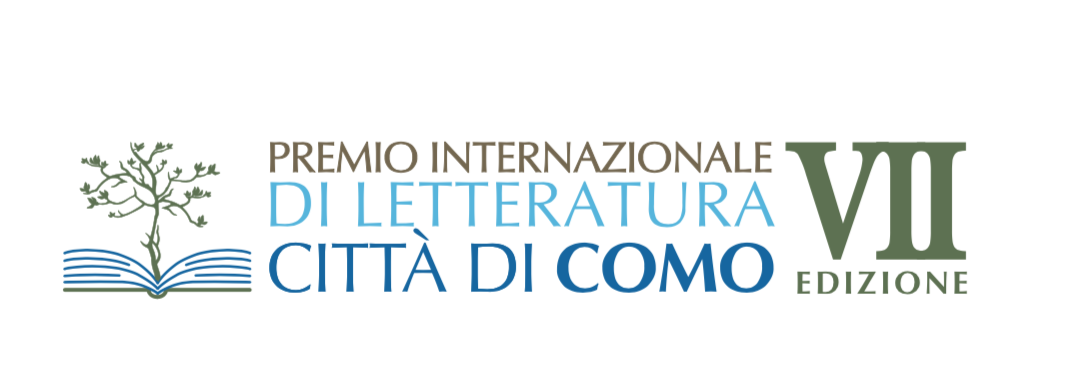 PREMIO INTERNAZIONALE
DI LETTERATURA
CITTÀ DI COMO
VII
EDIZIONE